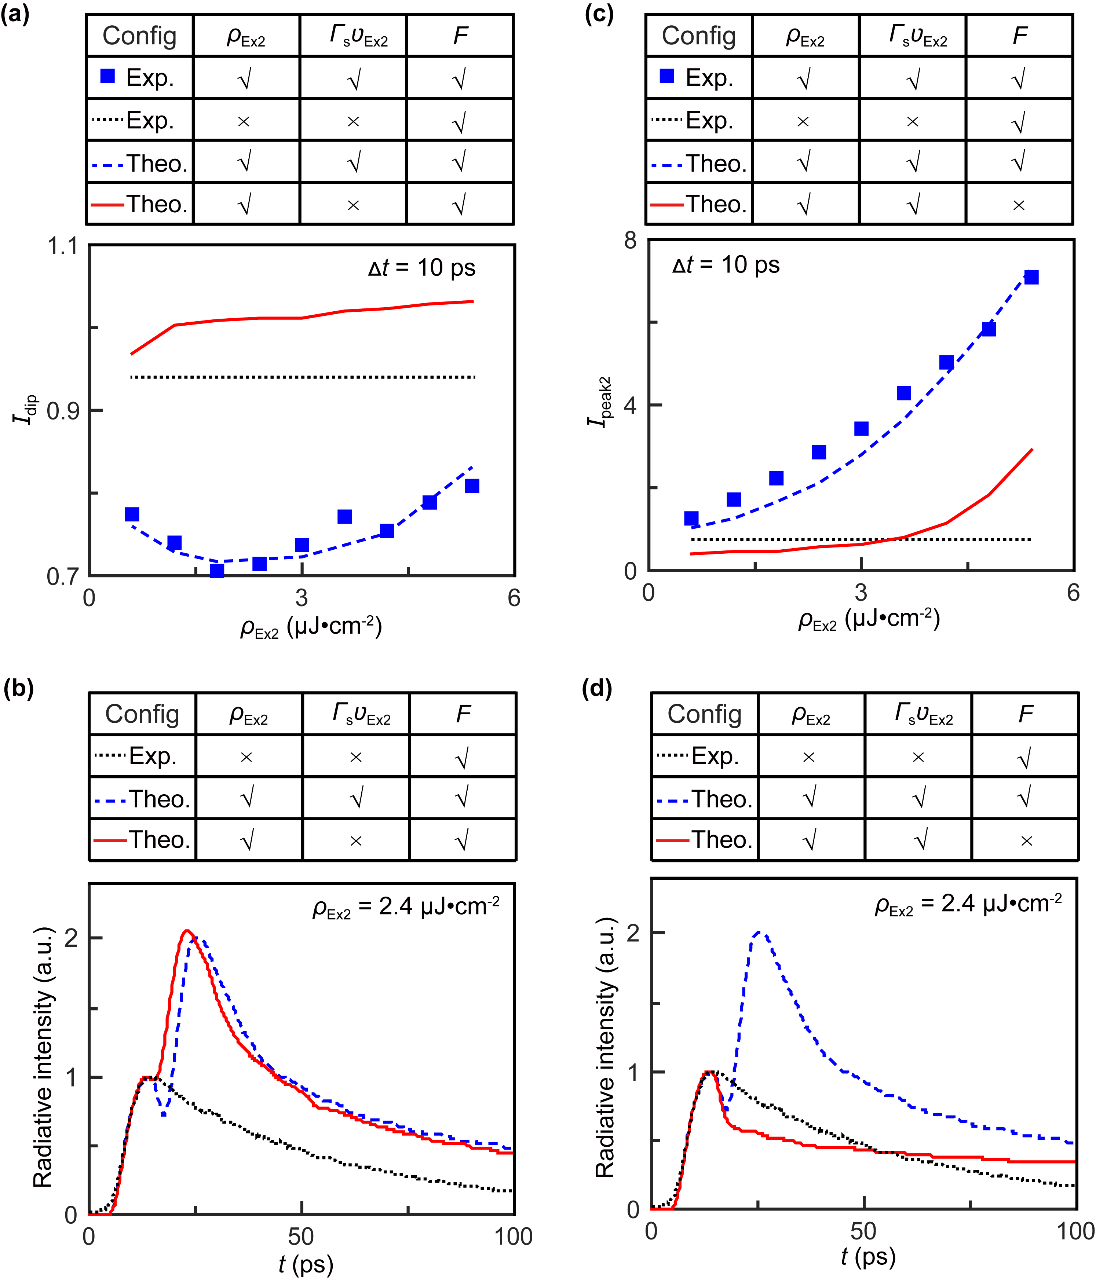 (a)
Config ρEx2 ΓsυEx2 F
Exp. √ √ √
Exp. × × √
Theo. √ √ √
Theo. √ × √
1.1
0.9
0.7
Idip
Δt = 10 ps
0 3 6
ρEx2 (μJ•cm-2)
(c)
Config ρEx2 ΓsυEx2 F
Exp. √ √ √
Exp. × × √
Theo. √ √ √
Theo. √ √ ×
8
4
0
Ipeak2
Δt = 10 ps
0 3 6
ρEx2 (μJ•cm-2)
(b)
Config ρEx2 ΓsυEx2 F
Exp. × × √
Theo. √ √ √
Theo. √ × √
2
1
0
Radiative intensity (a.u.)
ρEx2 = 2.4 μJ•cm-2
0 50 100
t (ps)
(d)
Config ρEx2 ΓsυEx2 F
Exp. × × √
Theo. √ √ √
Theo. √ √ ×
2
1
0
Radiative intensity (a.u.)
ρEx2 = 2.4 μJ•cm-2
0 50 100
t (ps)